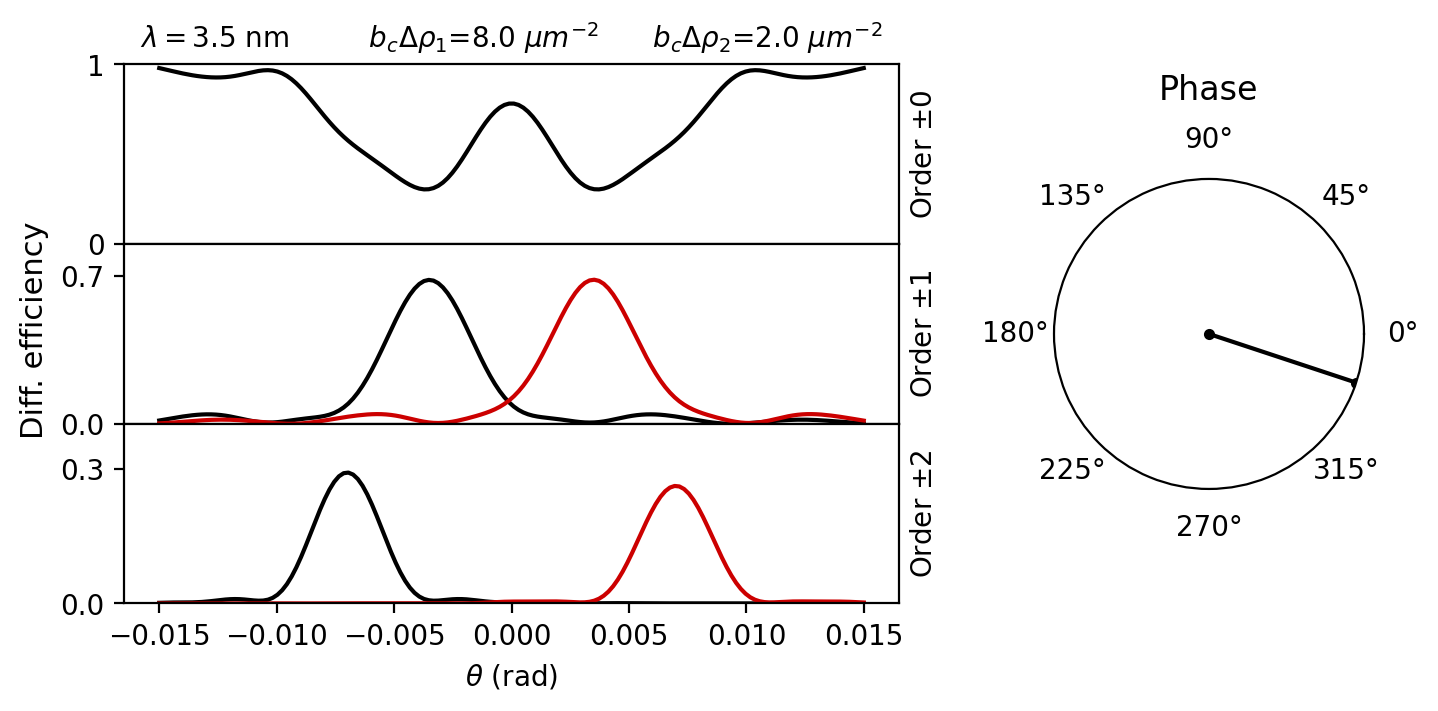 λ = 3.5 nm b_cΔρ₁=8.0 μm⁻² b_cΔρ₂=2.0 μm⁻²
1
0
Order ±0
0.7
0.0
Order ±1
0.3
0.0
Order ±2
Diff. efficiency
−0.015 −0.010 −0.005 0.000 0.005 0.010 0.015
θ (rad)
Phase
90°
135° 45°
180° 0°
225° 315°
270°